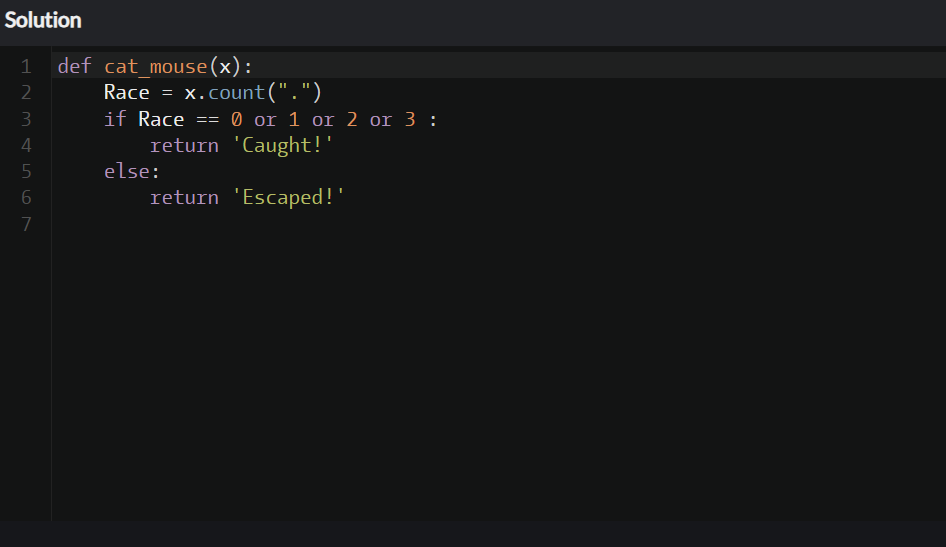 Solution
1 def cat_mouse(x):
2     Race = x.count(".")
3     if Race == 0 or 1 or 2 or 3 :
4         return 'Caught!'
5     else:
6         return 'Escaped!'
7